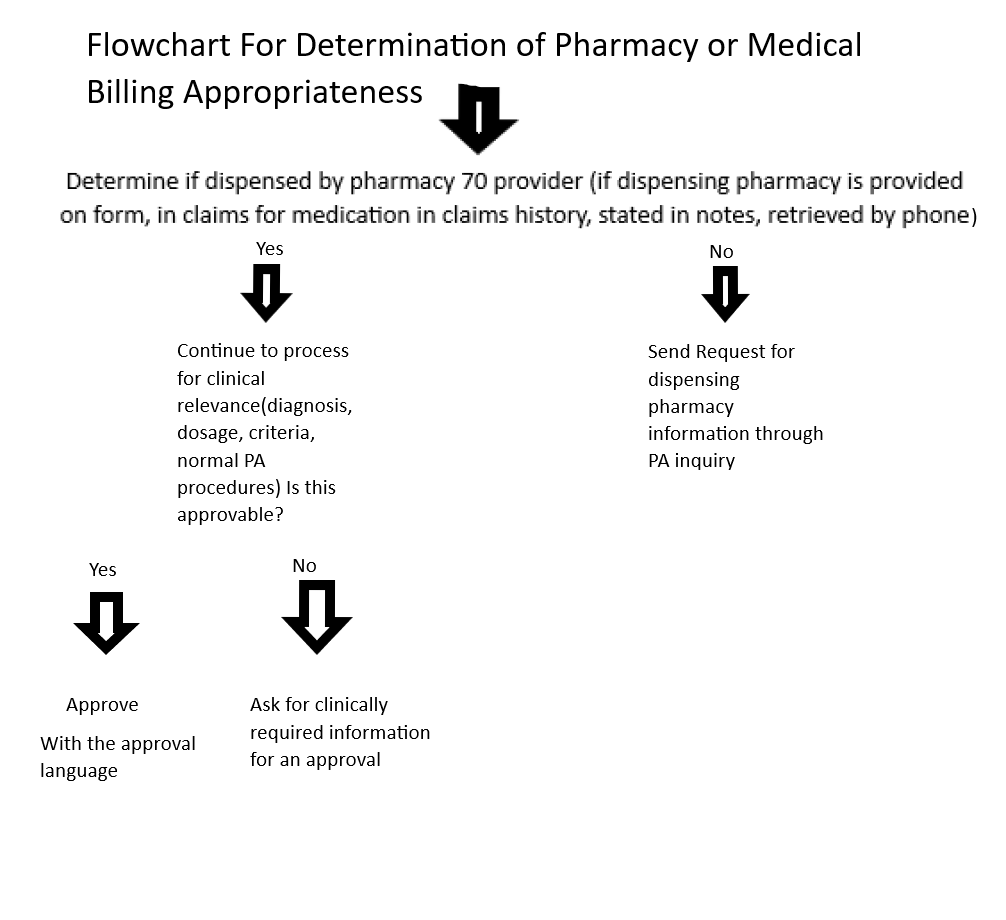 Flowchart For Determination of Pharmacy or Medical
Billing Appropriateness
Determine if dispensed by pharmacy 70 provider (if dispensing pharmacy is provided
on form, in claims for medication in claims history, stated in notes, retrieved by phone)
Yes
No
Continue to process
for clinical
relevance(diagnosis,
dosage, criteria,
normal PA
procedures) Is this
approvable?
Send Request for
dispensing
pharmacy
information through
PA inquiry
Yes
No
Approve
With the approval
language
Ask for clinically
required information
for an approval